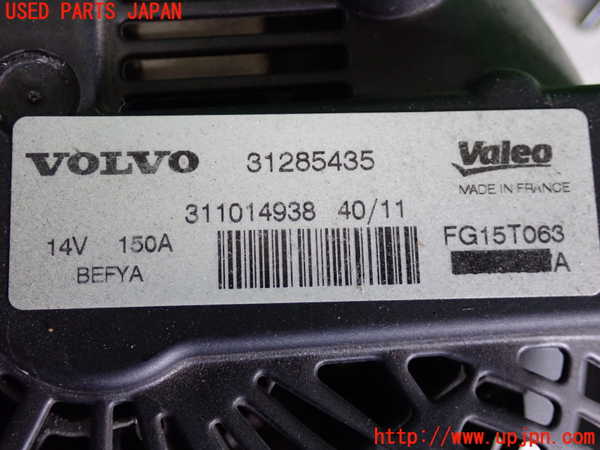 USED PARTS JAPAN
VOLVO 31285435 Valeo
MADE IN FRANCE
311014938 40/11
14V 150A FG15T063
BEFYA A
http://www.upjpn.com/